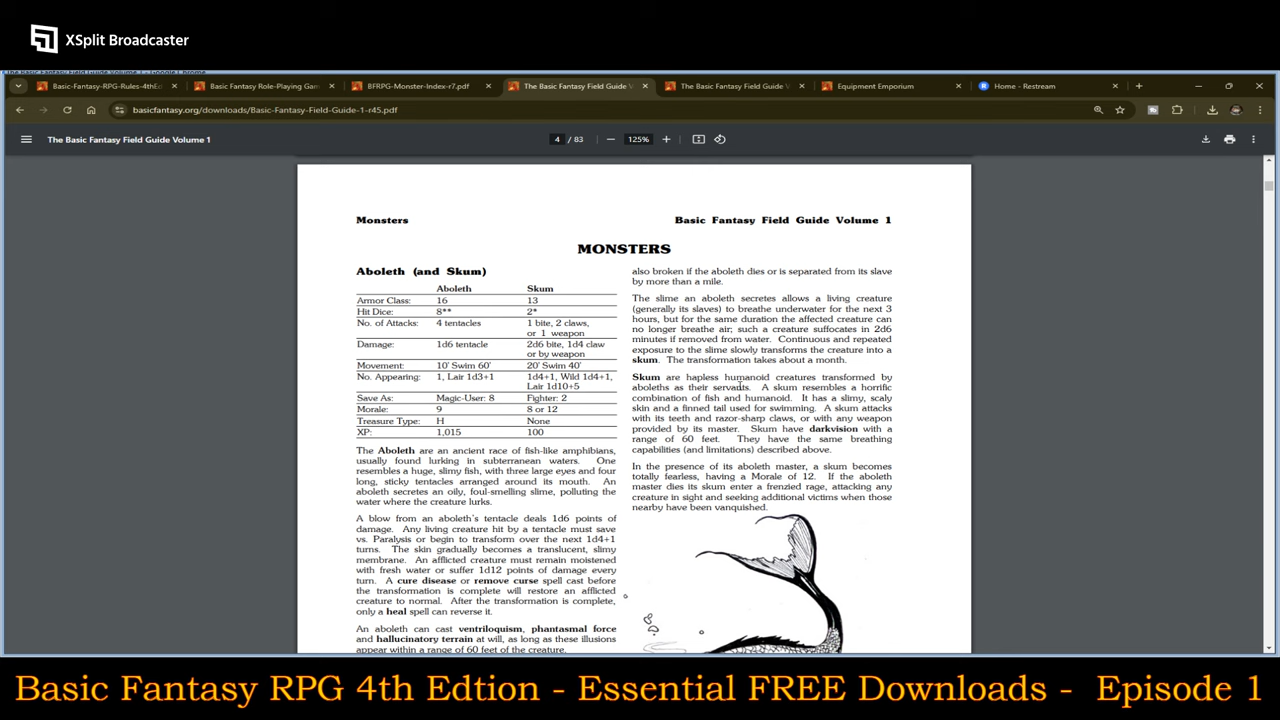 XSplit Broadcaster
The Basic Fantasy Field Guide Volume 1 - Google Chrome
Basic-Fantasy-RPG-Rules-4thEd
Basic Fantasy Role-Playing Gam
BFRPG-Monster-Index-r7.pdf
The Basic Fantasy Field Guide V
The Basic Fantasy Field Guide V
Equipment Emporium
Home - Restream
basicfantasy.org/downloads/Basic-Fantasy-Field-Guide-1-r45.pdf
The Basic Fantasy Field Guide Volume 1
4 / 83
125%
Monsters
Basic Fantasy Field Guide Volume 1
MONSTERS
Aboleth (and Skum)
Aboleth Skum
Armor Class: 16 13
Hit Dice: 8** 2*
No. of Attacks: 4 tentacles 1 bite, 2 claws,
or 1 weapon
Damage: 1d6 tentacle 2d6 bite, 1d4 claw
or by weapon
Movement: 10' Swim 60' 20' Swim 40'
No. Appearing: 1, Lair 1d3+1 1d4+1, Wild 1d4+1,
Lair 1d10+5
Save As: Magic-User: 8 Fighter: 2
Morale: 9 8 or 12
Treasure Type: H None
XP: 1,015 100
The Aboleth are an ancient race of fish-like amphibians,
usually found lurking in subterranean waters. One
resembles a huge, slimy fish, with three large eyes and four
long, sticky tentacles arranged around its mouth. An
aboleth secretes an oily, foul-smelling slime, polluting the
water where the creature lurks.
A blow from an aboleth's tentacle deals 1d6 points of
damage. Any living creature hit by a tentacle must save
vs. Paralysis or begin to transform over the next 1d4+1
turns. The skin gradually becomes a translucent, slimy
membrane. An afflicted creature must remain moistened
with fresh water or suffer 1d12 points of damage every
turn. A cure disease or remove curse spell cast before
the transformation is complete will restore an afflicted
creature to normal. After the transformation is complete,
only a heal spell can reverse it.
An aboleth can cast ventriloquism, phantasmal force
and hallucinatory terrain at will, as long as these illusions
appear within a range of 60 feet of the creature.
also broken if the aboleth dies or is separated from its slave
by more than a mile.
The slime an aboleth secretes allows a living creature
(generally its slaves) to breathe underwater for the next 3
hours, but for the same duration the affected creature can
no longer breathe air; such a creature suffocates in 2d6
minutes if removed from water. Continuous and repeated
exposure to the slime slowly transforms the creature into a
skum. The transformation takes about a month.
Skum are hapless humanoid creatures transformed by
aboleths as their servants. A skum resembles a horrific
combination of fish and humanoid. It has a slimy, scaly
skin and a finned tail used for swimming. A skum attacks
with its teeth and razor-sharp claws, or with any weapon
provided by its master. Skum have darkvision with a
range of 60 feet. They have the same breathing
capabilities (and limitations) described above.
In the presence of its aboleth master, a skum becomes
totally fearless, having a Morale of 12. If the aboleth
master dies its skum enter a frenzied rage, attacking any
creature in sight and seeking additional victims when those
nearby have been vanquished.
Basic Fantasy RPG 4th Edtion - Essential FREE Downloads - Episode 1